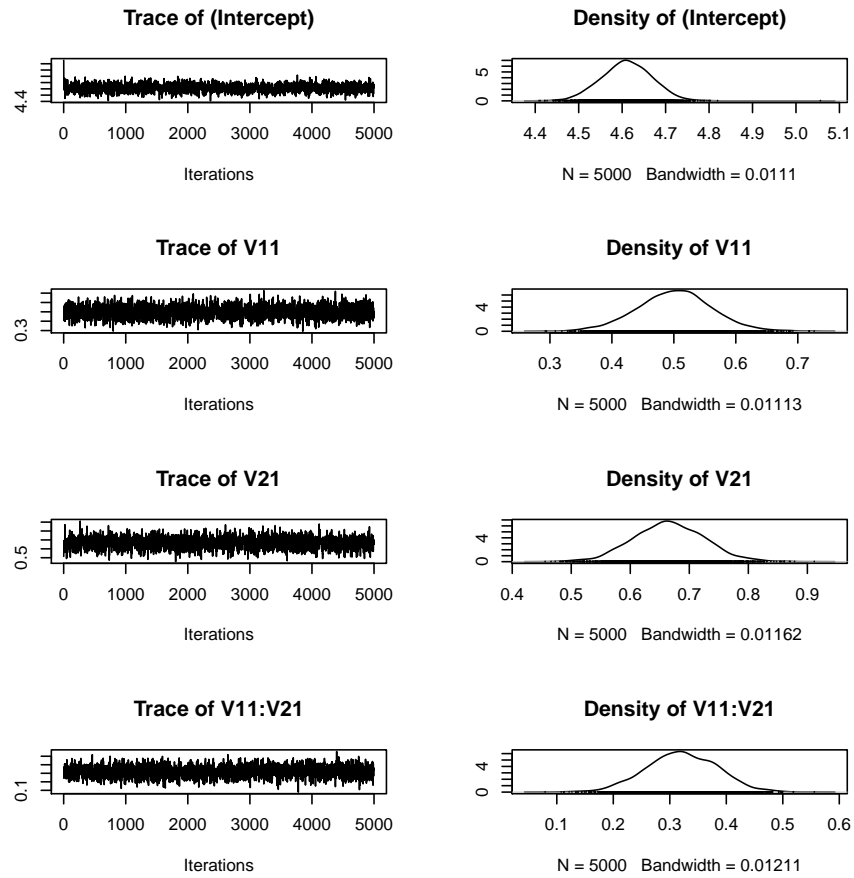 Trace of (Intercept)
4.4
0 1000 2000 3000 4000 5000
Iterations
Density of (Intercept)
0 5
4.4 4.5 4.6 4.7 4.8 4.9 5.0 5.1
N = 5000 Bandwidth = 0.0111
Trace of V11
0.3
0 1000 2000 3000 4000 5000
Iterations
Density of V11
0 4
0.3 0.4 0.5 0.6 0.7
N = 5000 Bandwidth = 0.01113
Trace of V21
0.5
0 1000 2000 3000 4000 5000
Iterations
Density of V21
0 4
0.4 0.5 0.6 0.7 0.8 0.9
N = 5000 Bandwidth = 0.01162
Trace of V11:V21
0.1
0 1000 2000 3000 4000 5000
Iterations
Density of V11:V21
0 4
0.1 0.2 0.3 0.4 0.5 0.6
N = 5000 Bandwidth = 0.01211